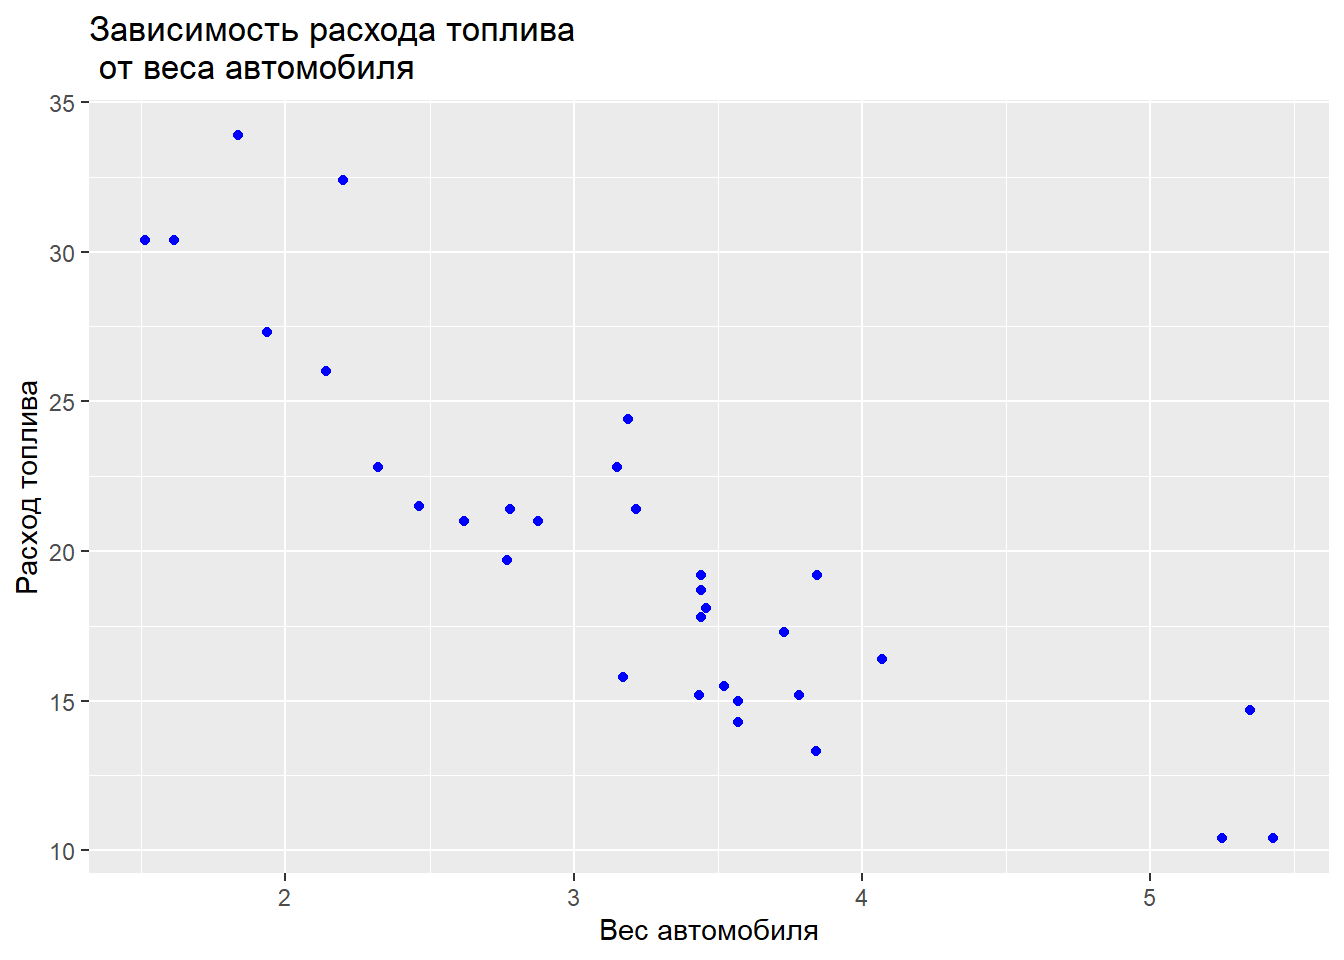 Зависимость расхода топлива
от веса автомобиля
35
30
25
20
15
10
Расход топлива
2 3 4 5
Вес автомобиля